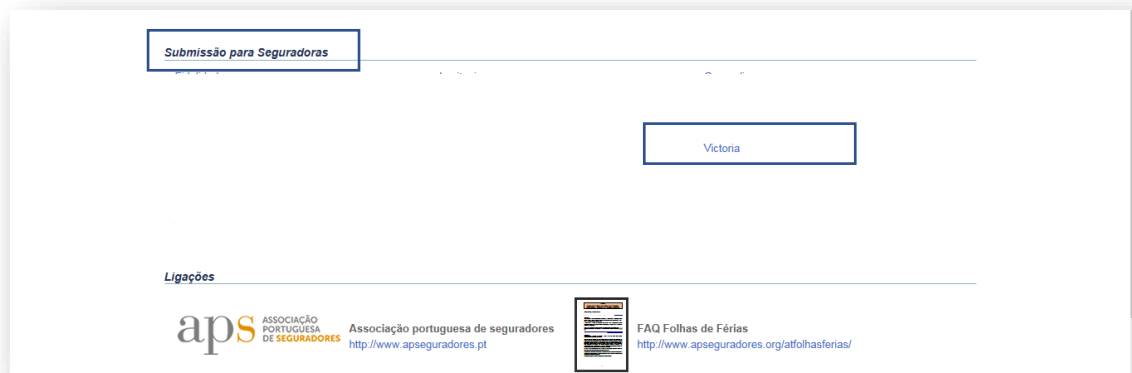 Submissão para Seguradoras
Victoria
Ligações
aps ASSOCIAÇÃO
PORTUGUESA
DE SEGURADORES
Associação portuguesa de seguradores
http://www.apseguradores.pt
FAQ Folhas de Férias
http://www.apseguradores.org/atfolhasferias/